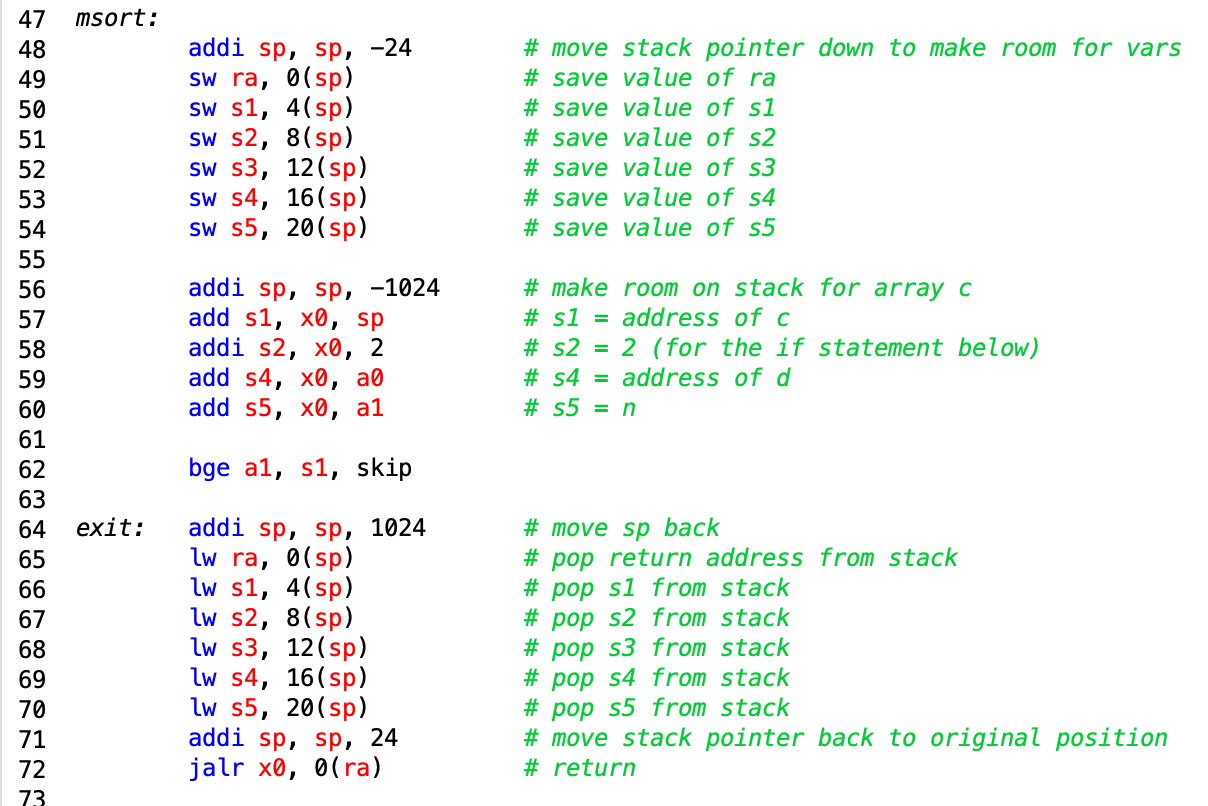 47 msort:
48 addi sp, sp, −24 # move stack pointer down to make room for vars
49 sw ra, 0(sp) # save value of ra
50 sw s1, 4(sp) # save value of s1
51 sw s2, 8(sp) # save value of s2
52 sw s3, 12(sp) # save value of s3
53 sw s4, 16(sp) # save value of s4
54 sw s5, 20(sp) # save value of s5
55
56 addi sp, sp, −1024 # make room on stack for array c
57 add s1, x0, sp # s1 = address of c
58 addi s2, x0, 2 # s2 = 2 (for the if statement below)
59 add s4, x0, a0 # s4 = address of d
60 add s5, x0, a1 # s5 = n
61
62 bge a1, s1, skip
63
64 exit: addi sp, sp, 1024 # move sp back
65 lw ra, 0(sp) # pop return address from stack
66 lw s1, 4(sp) # pop s1 from stack
67 lw s2, 8(sp) # pop s2 from stack
68 lw s3, 12(sp) # pop s3 from stack
69 lw s4, 16(sp) # pop s4 from stack
70 lw s5, 20(sp) # pop s5 from stack
71 addi sp, sp, 24 # move stack pointer back to original position
72 jalr x0, 0(ra) # return
73